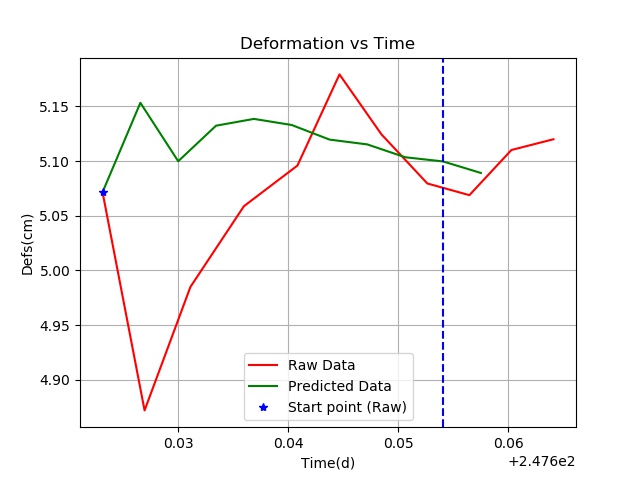 Deformation vs Time
Defs(cm)
5.15
5.10
5.05
5.00
4.95
4.90
Raw Data
Predicted Data
Start point (Raw)
0.03 0.04 0.05 0.06
Time(d)
+2.476e2